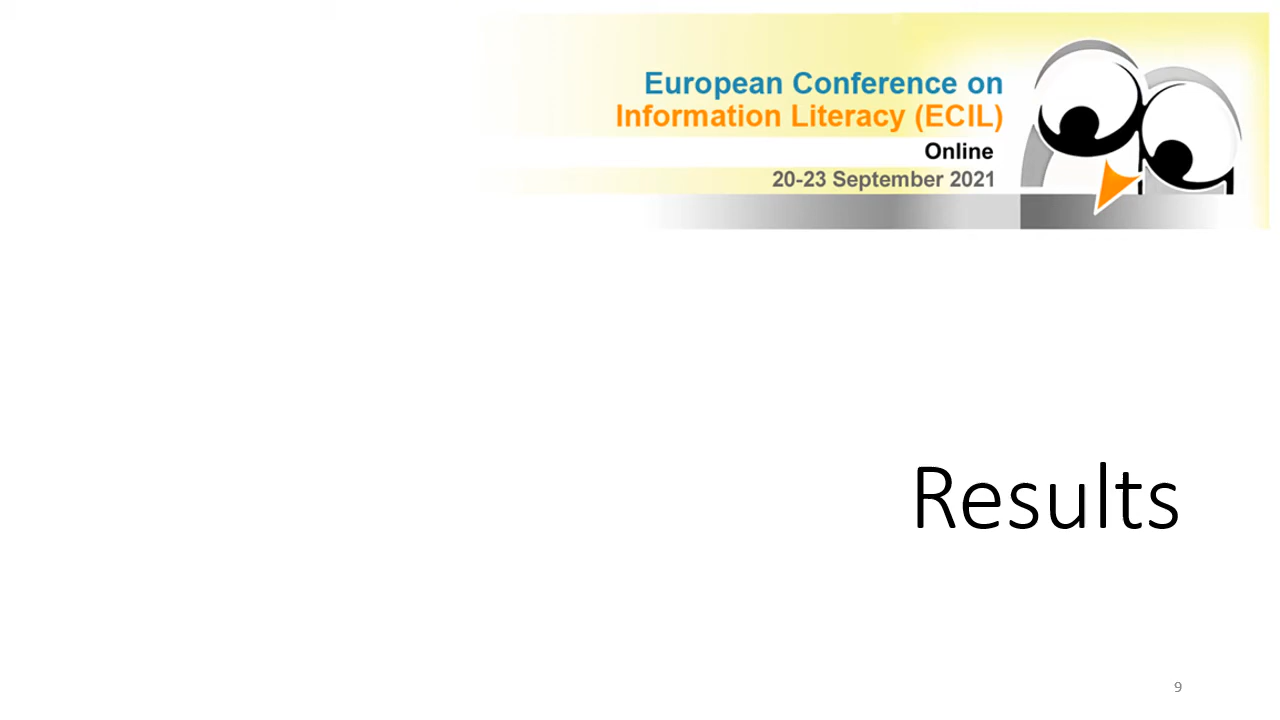 European Conference on
Information Literacy (ECIL)
Online
20-23 September 2021
Results
9